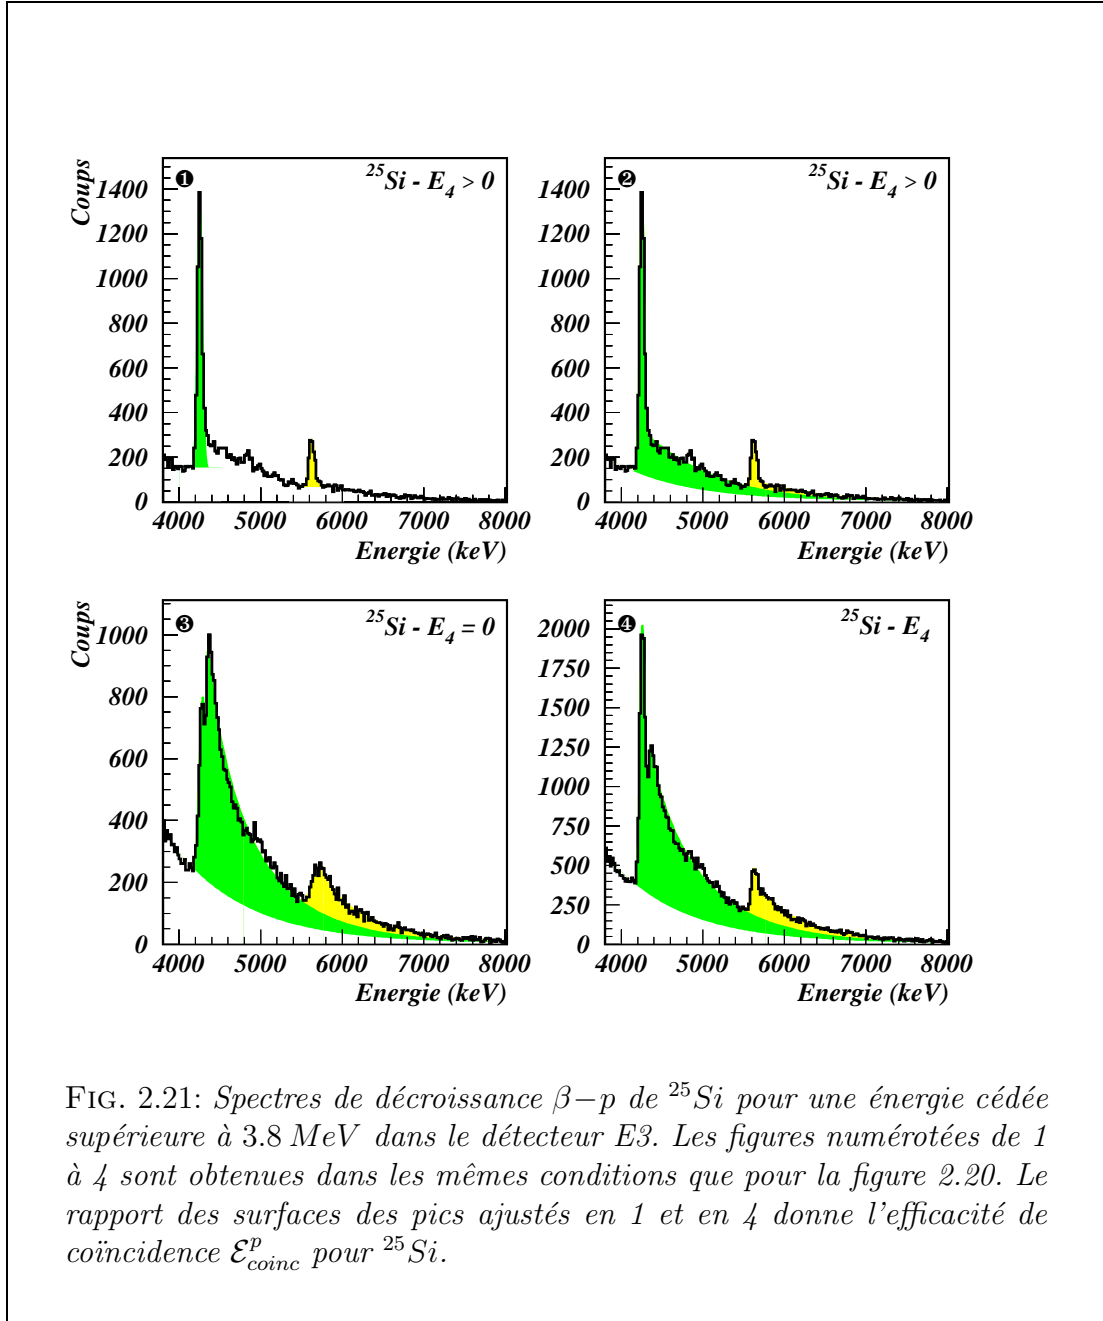 Coups
❶
²⁵Si - E₄ > 0
1400
1200
1000
800
600
400
200
0
4000 5000 6000 7000 8000
Energie (keV)
❷
²⁵Si - E₄ > 0
1400
1200
1000
800
600
400
200
0
4000 5000 6000 7000 8000
Energie (keV)
Coups
❸
²⁵Si - E₄ = 0
1000
800
600
400
200
0
4000 5000 6000 7000 8000
Energie (keV)
❹
²⁵Si - E₄
2000
1750
1500
1250
1000
750
500
250
0
4000 5000 6000 7000 8000
Energie (keV)
FIG. 2.21: Spectres de décroissance β−p de ²⁵Si pour une énergie cédée
supérieure à 3.8 MeV dans le détecteur E3. Les figures numérotées de 1
à 4 sont obtenues dans les mêmes conditions que pour la figure 2.20. Le
rapport des surfaces des pics ajustés en 1 et en 4 donne l'efficacité de
coïncidence ℰᵖcoinc pour ²⁵Si.